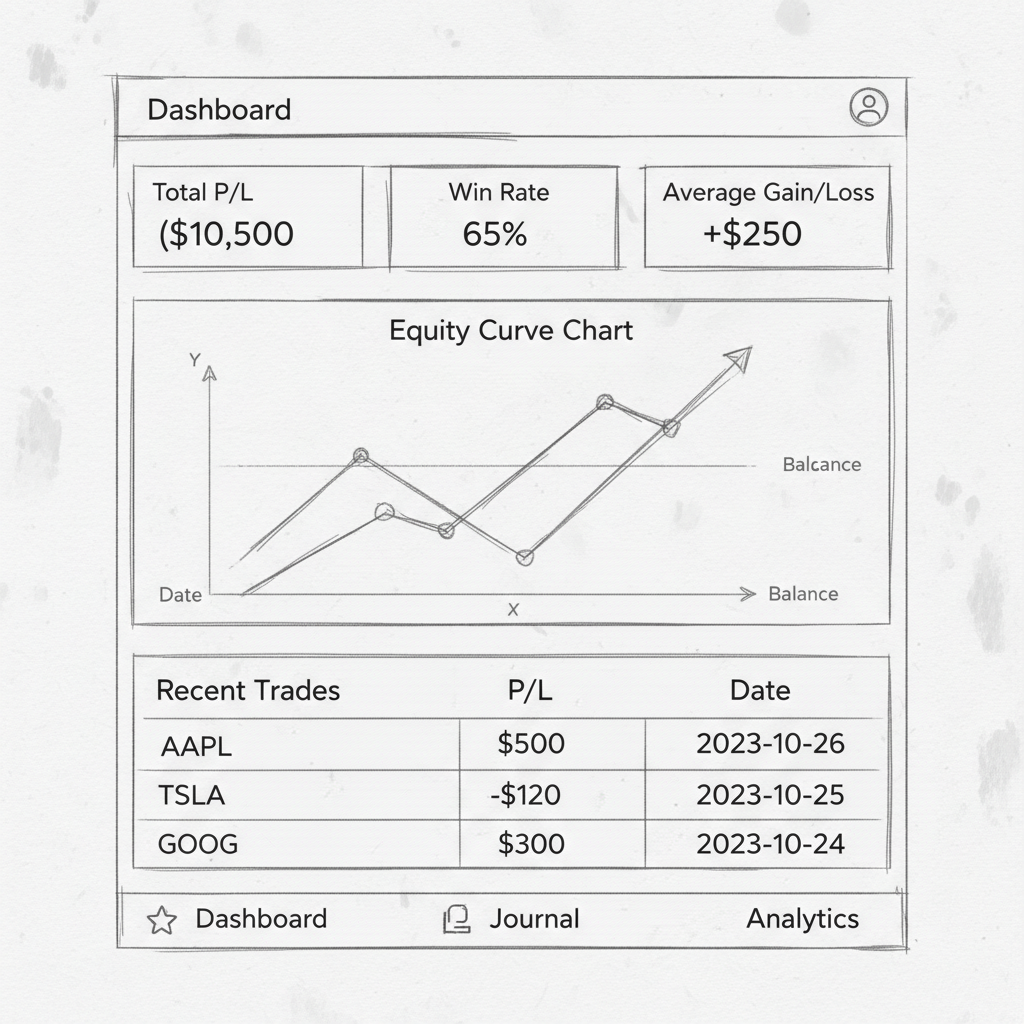 Dashboard
Total P/L
($10,500
Win Rate
65%
Average Gain/Loss
+$250
Equity Curve Chart
Y
Balcance
Date
X
Balance
Recent Trades P/L Date
AAPL $500 2023-10-26
TSLA -$120 2023-10-25
GOOG $300 2023-10-24
Dashboard Journal Analytics